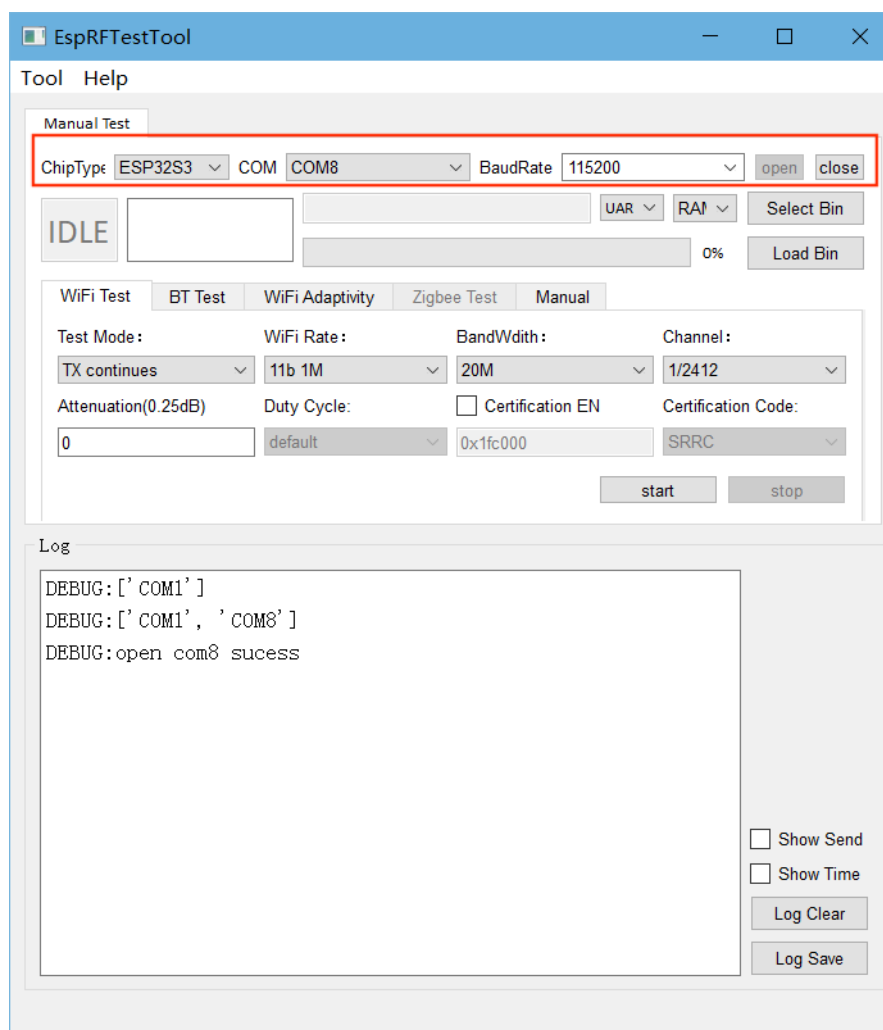 EspRFTestTool
Tool Help
Manual Test
ChipType ESP32S3 COM COM8 BaudRate 115200 open close
IDLE UAR RAM Select Bin
0% Load Bin
WiFi Test BT Test WiFi Adaptivity Zigbee Test Manual
Test Mode: WiFi Rate: BandWdith: Channel:
TX continues 11b 1M 20M 1/2412
Attenuation(0.25dB) Duty Cycle: Certification EN Certification Code:
0 default 0x1fc000 SRRC
start stop
Log
DEBUG:['COM1']
DEBUG:['COM1', 'COM8']
DEBUG:open com8 sucess
Show Send
Show Time
Log Clear
Log Save